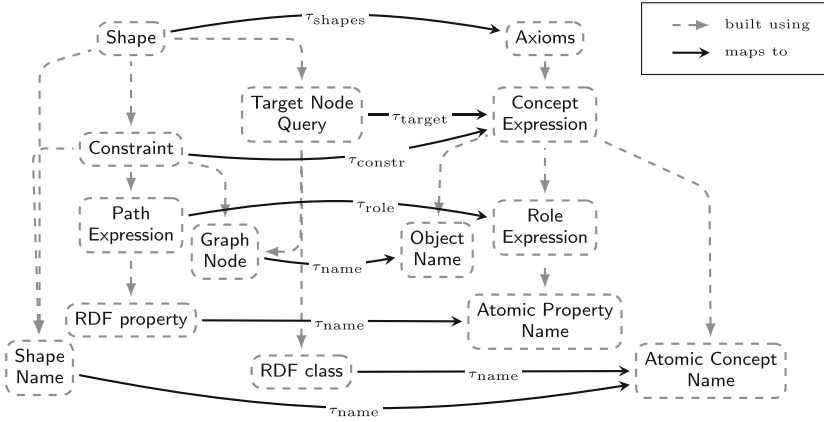 τshapes
Shape
Axioms
built using
maps to
Target Node
Query
τtarget
Concept
Expression
Constraint
τconstr
Path
Expression
τrole
Role
Expression
Graph
Node
Object
Name
τname
RDF property
τname
Atomic Property
Name
Shape
Name
RDF class
τname
Atomic Concept
Name
τname